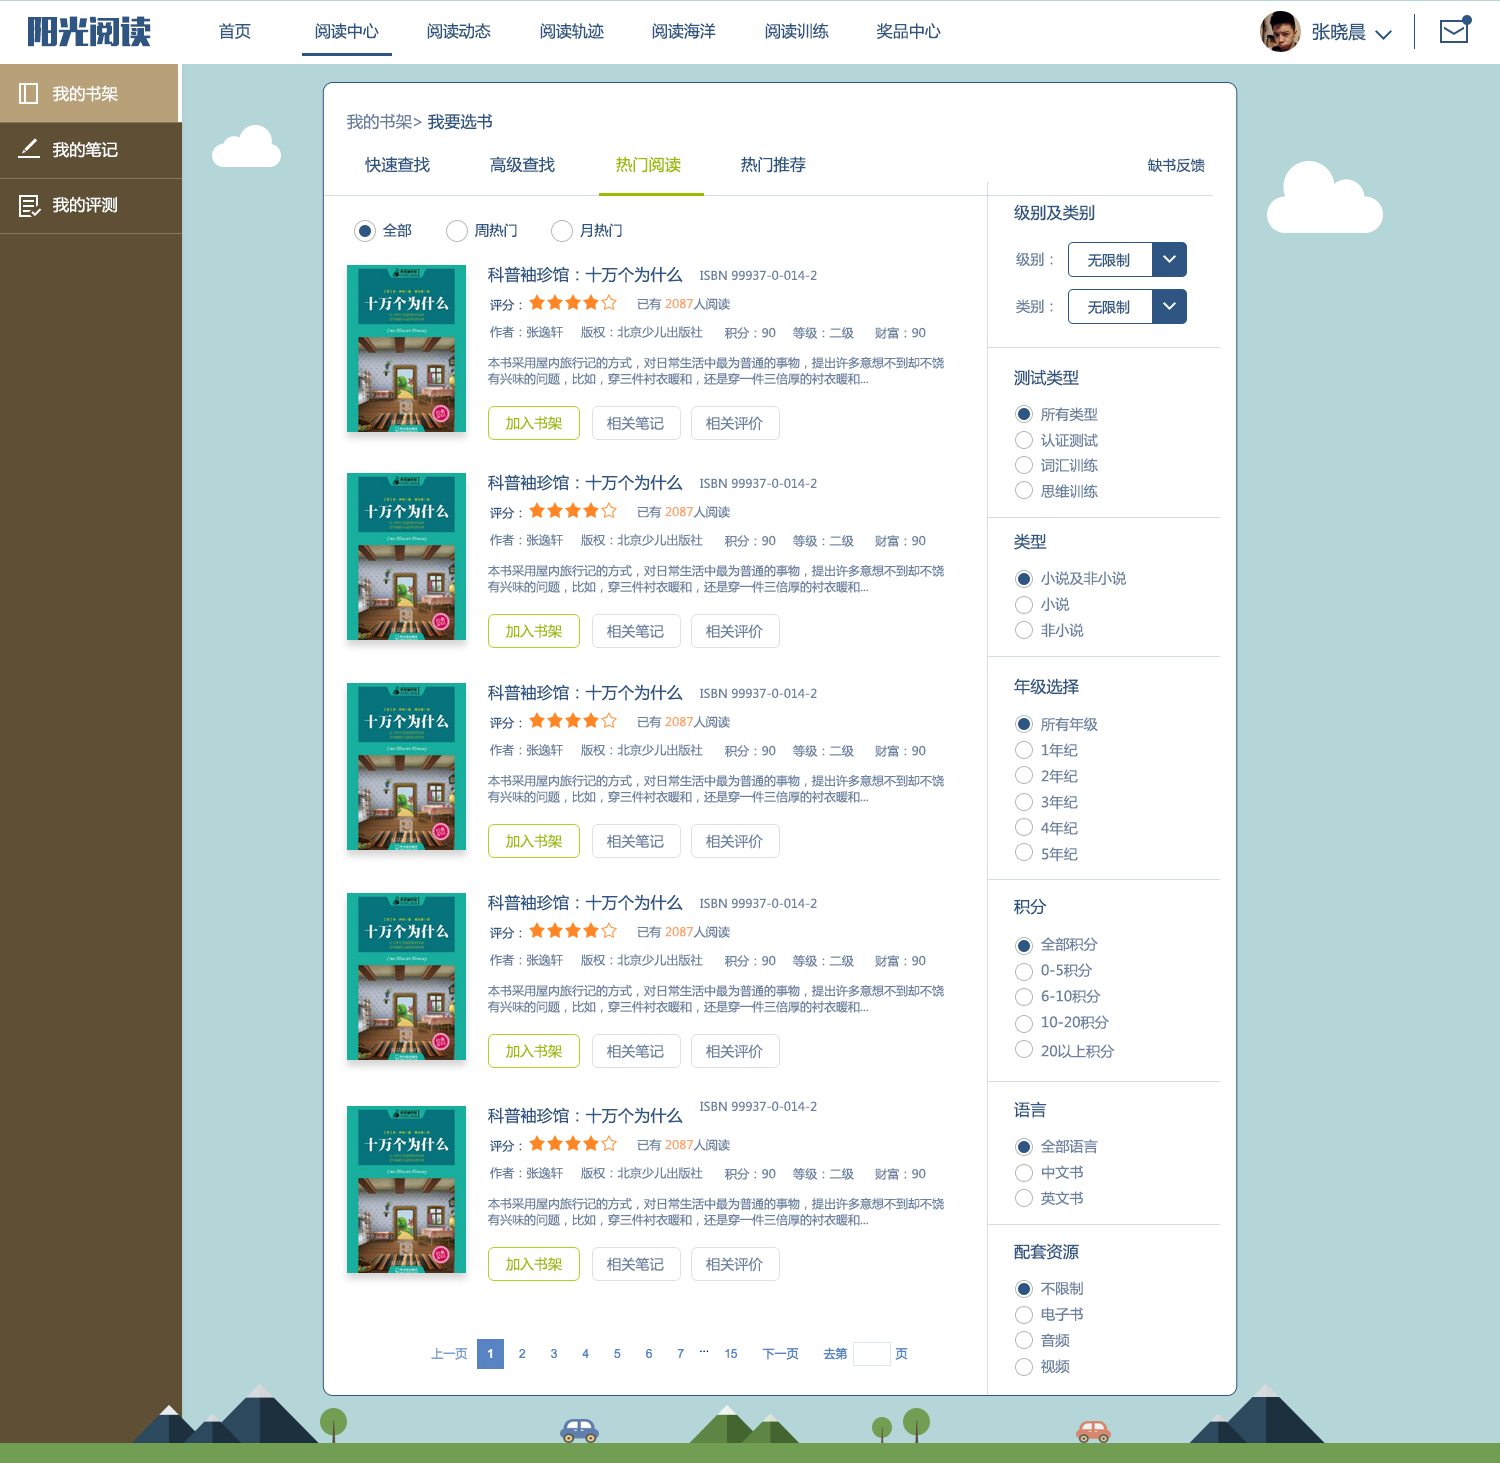 阳光阅读 首页 阅读中心 阅读动态 阅读轨迹 阅读海洋 阅读训练 奖品中心 张晓晨
我的书架
我的笔记
我的评测
我的书架> 我要选书
快速查找 高级查找 热门阅读 热门推荐 缺书反馈
全部 周热门 月热门
十万个为什么
科普袖珍馆：十万个为什么 ISBN 99937-0-014-2
评分： 已有 2087人阅读
作者：张逸轩 版权：北京少儿出版社 积分：90 等级：二级 财富：90
本书采用屋内旅行记的方式，对日常生活中最为普通的事物，提出许多意想不到却不饶
有兴味的问题，比如，穿三件衬衣暖和，还是穿一件三倍厚的衬衣暖和...
加入书架 相关笔记 相关评价
十万个为什么
科普袖珍馆：十万个为什么 ISBN 99937-0-014-2
评分： 已有 2087人阅读
作者：张逸轩 版权：北京少儿出版社 积分：90 等级：二级 财富：90
本书采用屋内旅行记的方式，对日常生活中最为普通的事物，提出许多意想不到却不饶
有兴味的问题，比如，穿三件衬衣暖和，还是穿一件三倍厚的衬衣暖和...
加入书架 相关笔记 相关评价
十万个为什么
科普袖珍馆：十万个为什么 ISBN 99937-0-014-2
评分： 已有 2087人阅读
作者：张逸轩 版权：北京少儿出版社 积分：90 等级：二级 财富：90
本书采用屋内旅行记的方式，对日常生活中最为普通的事物，提出许多意想不到却不饶
有兴味的问题，比如，穿三件衬衣暖和，还是穿一件三倍厚的衬衣暖和...
加入书架 相关笔记 相关评价
十万个为什么
科普袖珍馆：十万个为什么 ISBN 99937-0-014-2
评分： 已有 2087人阅读
作者：张逸轩 版权：北京少儿出版社 积分：90 等级：二级 财富：90
本书采用屋内旅行记的方式，对日常生活中最为普通的事物，提出许多意想不到却不饶
有兴味的问题，比如，穿三件衬衣暖和，还是穿一件三倍厚的衬衣暖和...
加入书架 相关笔记 相关评价
十万个为什么
科普袖珍馆：十万个为什么 ISBN 99937-0-014-2
评分： 已有 2087人阅读
作者：张逸轩 版权：北京少儿出版社 积分：90 等级：二级 财富：90
本书采用屋内旅行记的方式，对日常生活中最为普通的事物，提出许多意想不到却不饶
有兴味的问题，比如，穿三件衬衣暖和，还是穿一件三倍厚的衬衣暖和...
加入书架 相关笔记 相关评价
上一页 1 2 3 4 5 6 7 ... 15 下一页 去第 页
级别及类别
级别： 无限制
类别： 无限制
测试类型
所有类型
认证测试
词汇训练
思维训练
类型
小说及非小说
小说
非小说
年级选择
所有年级
1年纪
2年纪
3年纪
4年纪
5年纪
积分
全部积分
0-5积分
6-10积分
10-20积分
20以上积分
语言
全部语言
中文书
英文书
配套资源
不限制
电子书
音频
视频